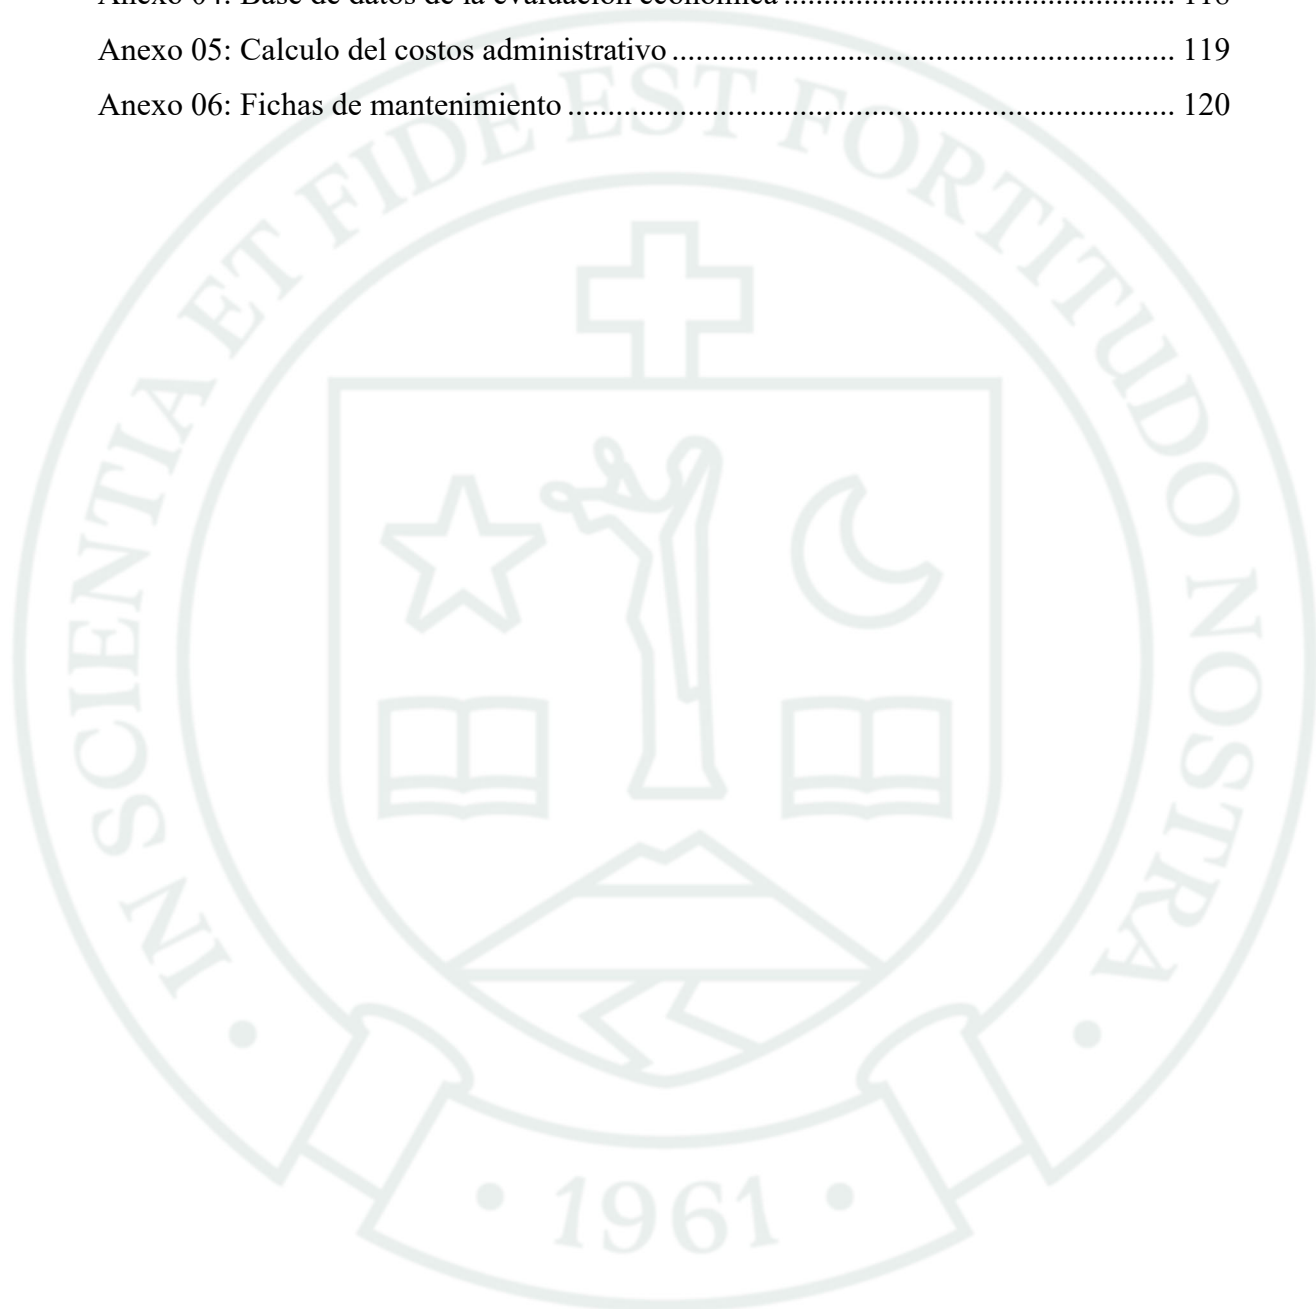 Anexo 04: Base de datos de la evaluación económica ................................................. 118
Anexo 05: Calculo del costos administrativo ............................................................... 119
Anexo 06: Fichas de mantenimiento ............................................................................ 120
IN SCIENTIA ET FIDE EST FORTITUDO NOSTRA
• 1961 •